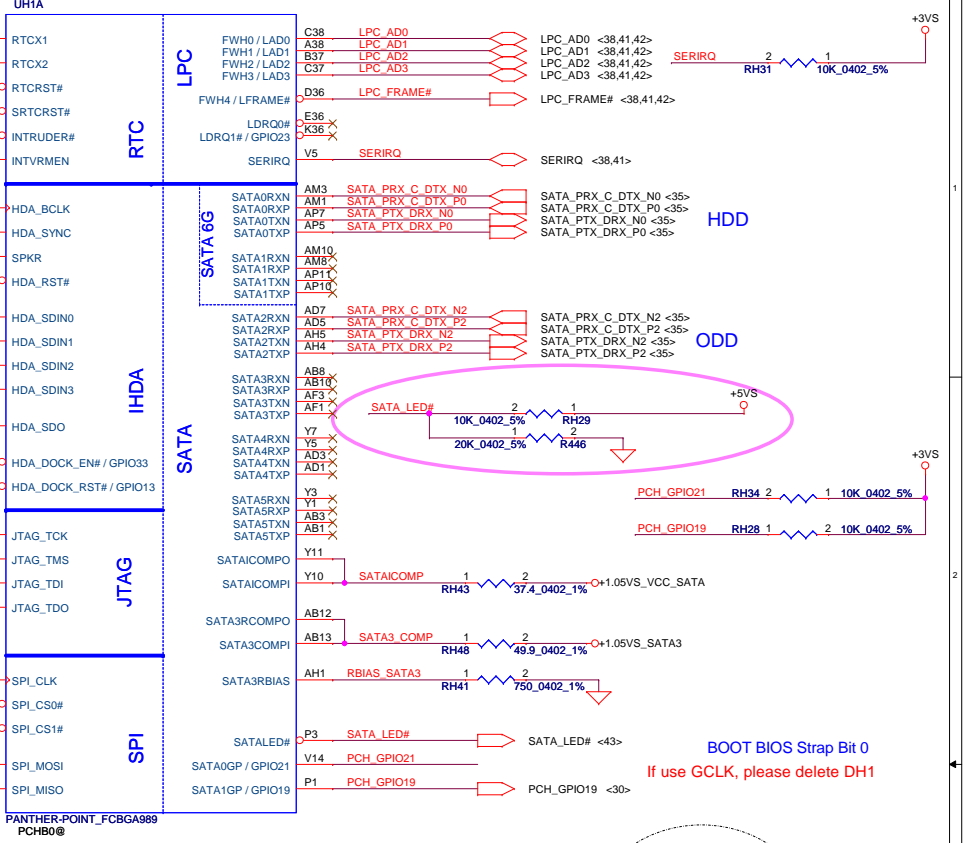 UH1A
RTCX1
RTCX2
RTCRST#
SRTCRST#
INTRUDER#
INTVRMEN
RTC
LPC
FWH0 / LAD0 C38 LPC_AD0 LPC_AD0 <38,41,42>
FWH1 / LAD1 A38 LPC_AD1 LPC_AD1 <38,41,42>
FWH2 / LAD2 B37 LPC_AD2 LPC_AD2 <38,41,42>
FWH3 / LAD3 C37 LPC_AD3 LPC_AD3 <38,41,42>
FWH4 / LFRAME# D36 LPC_FRAME# LPC_FRAME# <38,41,42>
LDRQ0# E36
LDRQ1# / GPIO23 K36
SERIRQ V5 SERIRQ SERIRQ <38,41>
+3VS
SERIRQ 2 1
RH31 10K_0402_5%
HDA_BCLK
HDA_SYNC
SPKR
HDA_RST#
HDA_SDIN0
HDA_SDIN1
HDA_SDIN2
HDA_SDIN3
HDA_SDO
HDA_DOCK_EN# / GPIO33
HDA_DOCK_RST# / GPIO13
IHDA
SATA
SATA 6G
SATA0RXN AM3 SATA_PRX_C_DTX_N0 SATA_PRX_C_DTX_N0 <35>
SATA0RXP AM1 SATA_PRX_C_DTX_P0 SATA_PRX_C_DTX_P0 <35>
SATA0TXN AP7 SATA_PTX_DRX_N0 SATA_PTX_DRX_N0 <35>
SATA0TXP AP5 SATA_PTX_DRX_P0 SATA_PTX_DRX_P0 <35>
HDD
SATA1RXN AM10
SATA1RXP AM8
SATA1TXN AP11
SATA1TXP AP10
SATA2RXN AD7 SATA_PRX_C_DTX_N2 SATA_PRX_C_DTX_N2 <35>
SATA2RXP AD5 SATA_PRX_C_DTX_P2 SATA_PRX_C_DTX_P2 <35>
SATA2TXN AH5 SATA_PTX_DRX_N2 SATA_PTX_DRX_N2 <35>
SATA2TXP AH4 SATA_PTX_DRX_P2 SATA_PTX_DRX_P2 <35>
ODD
SATA3RXN AB8
SATA3RXP AB10
SATA3TXN AF3
SATA3TXP AF1
+5VS
SATA_LED# 2 1
10K_0402_5% RH29
1 2
20K_0402_5% R446
SATA4RXN Y7
SATA4RXP Y5
SATA4TXN AD3
SATA4TXP AD1
+3VS
PCH_GPIO21 RH34 2 1 10K_0402_5%
PCH_GPIO19 RH28 1 2 10K_0402_5%
SATA5RXN Y3
SATA5RXP Y1
SATA5TXN AB3
SATA5TXP AB1
JTAG_TCK
JTAG_TMS
JTAG_TDI
JTAG_TDO
JTAG
SATAICOMPO Y11
SATAICOMPI Y10 SATAICOMP 1 2 +1.05VS_VCC_SATA
RH43 37.4_0402_1%
SATA3RCOMPO AB12
SATA3COMPI AB13 SATA3_COMP 1 2 +1.05VS_SATA3
RH48 49.9_0402_1%
SATA3RBIAS AH1 RBIAS_SATA3 1 2
RH41 750_0402_1%
SPI_CLK
SPI_CS0#
SPI_CS1#
SPI_MOSI
SPI_MISO
SPI
SATALED# P3 SATA_LED# SATA_LED# <43>
SATA0GP / GPIO21 V14 PCH_GPIO21
SATA1GP / GPIO19 P1 PCH_GPIO19 PCH_GPIO19 <30>
BOOT BIOS Strap Bit 0
If use GCLK, please delete DH1
PANTHER-POINT_FCBGA989
PCHB0@
1
2